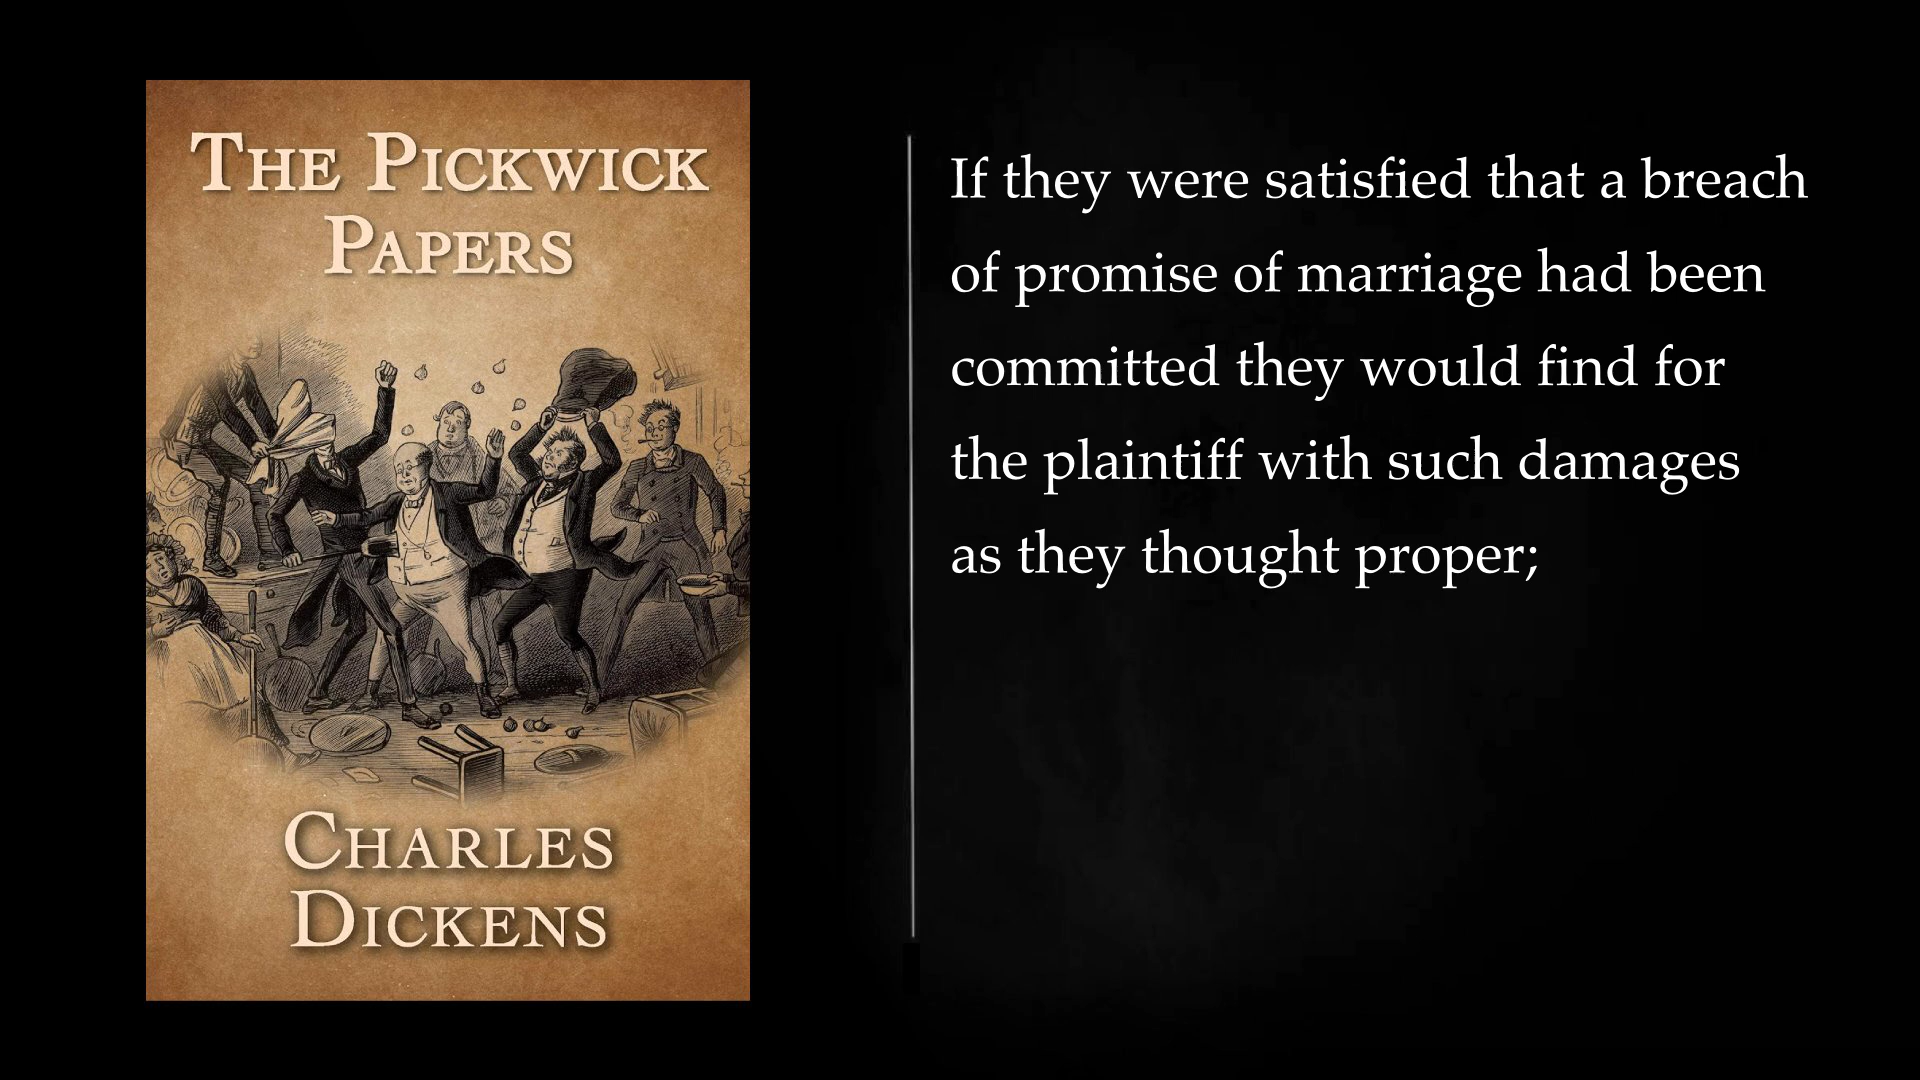 The Pickwick
Papers
Charles
Dickens
If they were satisfied that a breach
of promise of marriage had been
committed they would find for
the plaintiff with such damages
as they thought proper;